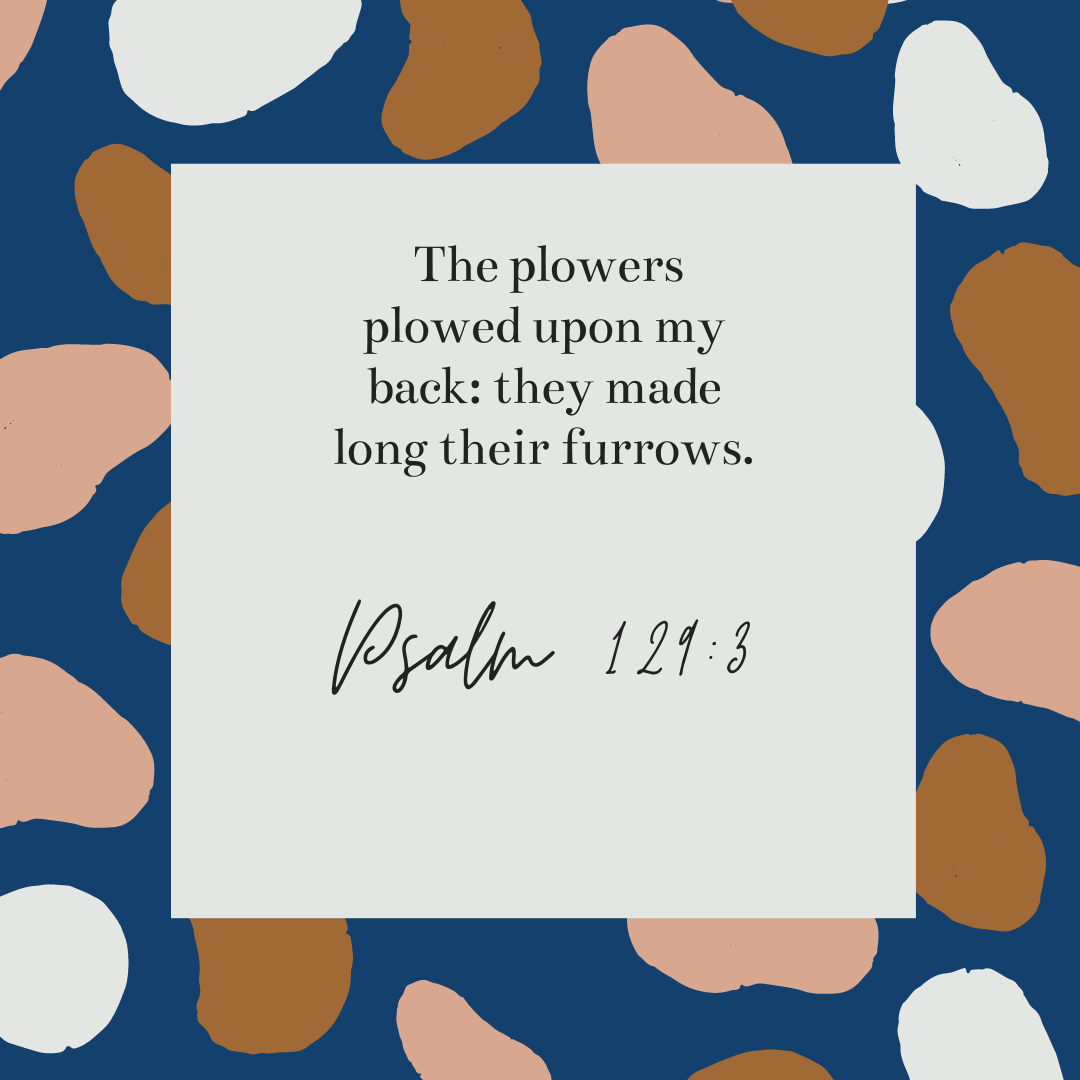 The plowers
plowed upon my
back: they made
long their furrows.
Psalm 129:3